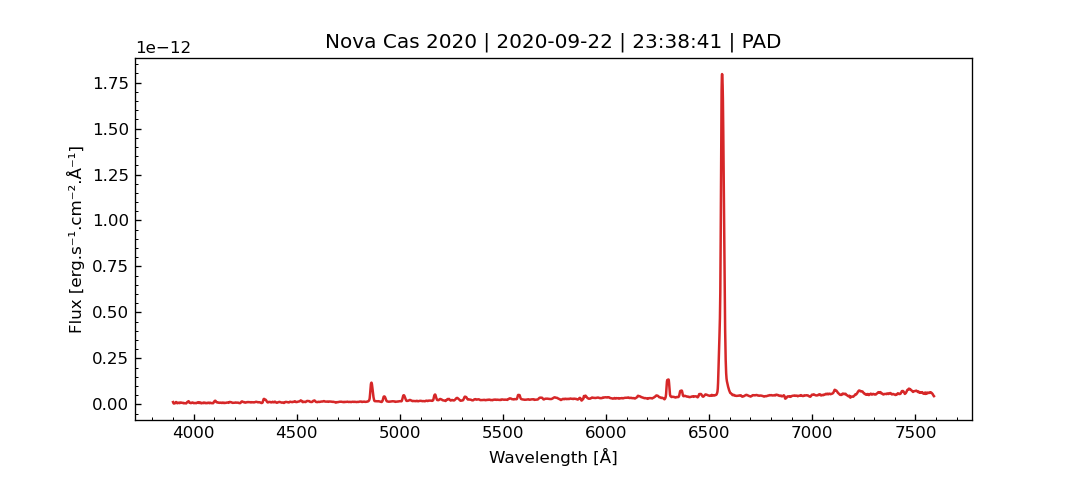 Nova Cas 2020 | 2020-09-22 | 23:38:41 | PAD
1e−12
1.75
1.50
1.25
1.00
0.75
0.50
0.25
0.00
Flux [erg.s⁻¹.cm⁻².Å⁻¹]
4000 4500 5000 5500 6000 6500 7000 7500
Wavelength [Å]